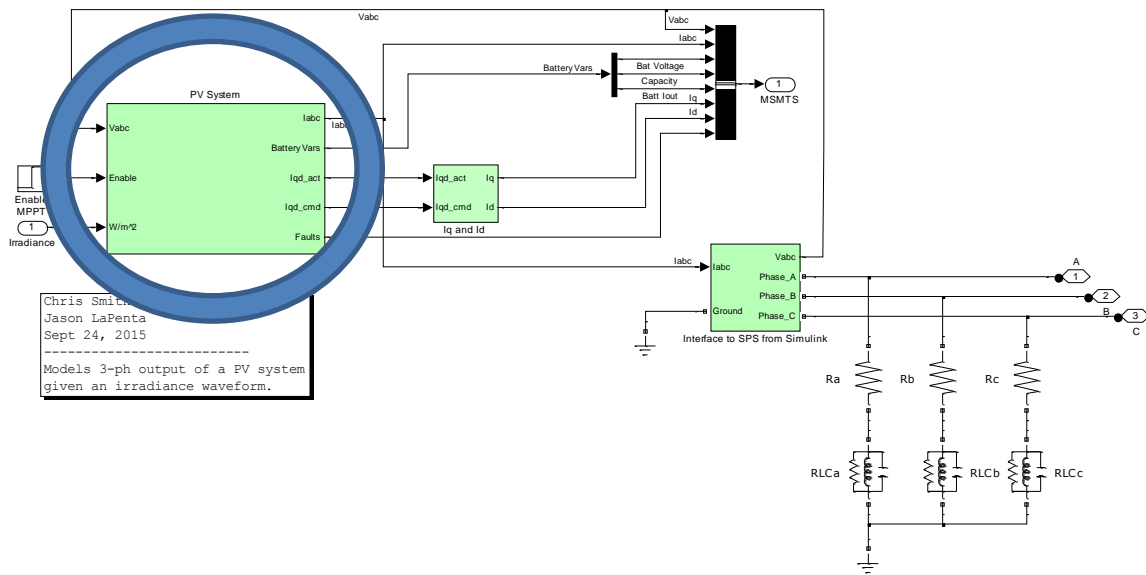 Vabc
Vabc
Iabc
Battery Vars
Bat Voltage
Capacity
Batt Iout
Iq
Id
1
MSMTS
PV System
Vabc
Enable
W/m^2
Iabc
Battery Vars
Iqd_act
Iqd_cmd
Faults
Iabc
Enable
MPPT
1
Irradiance
Iqd_act
Iqd_cmd
Iq
Id
Iq and Id
Iabc
Iabc
Ground
Vabc
Phase_A
Phase_B
Phase_C
Interface to SPS from Simulink
A
1
2
B
3
C
Chris Smith
Jason LaPenta
Sept 24, 2015
--------------------------
Models 3-ph output of a PV system
given an irradiance waveform.
Ra
Rb
Rc
RLCa
RLCb
RLCc